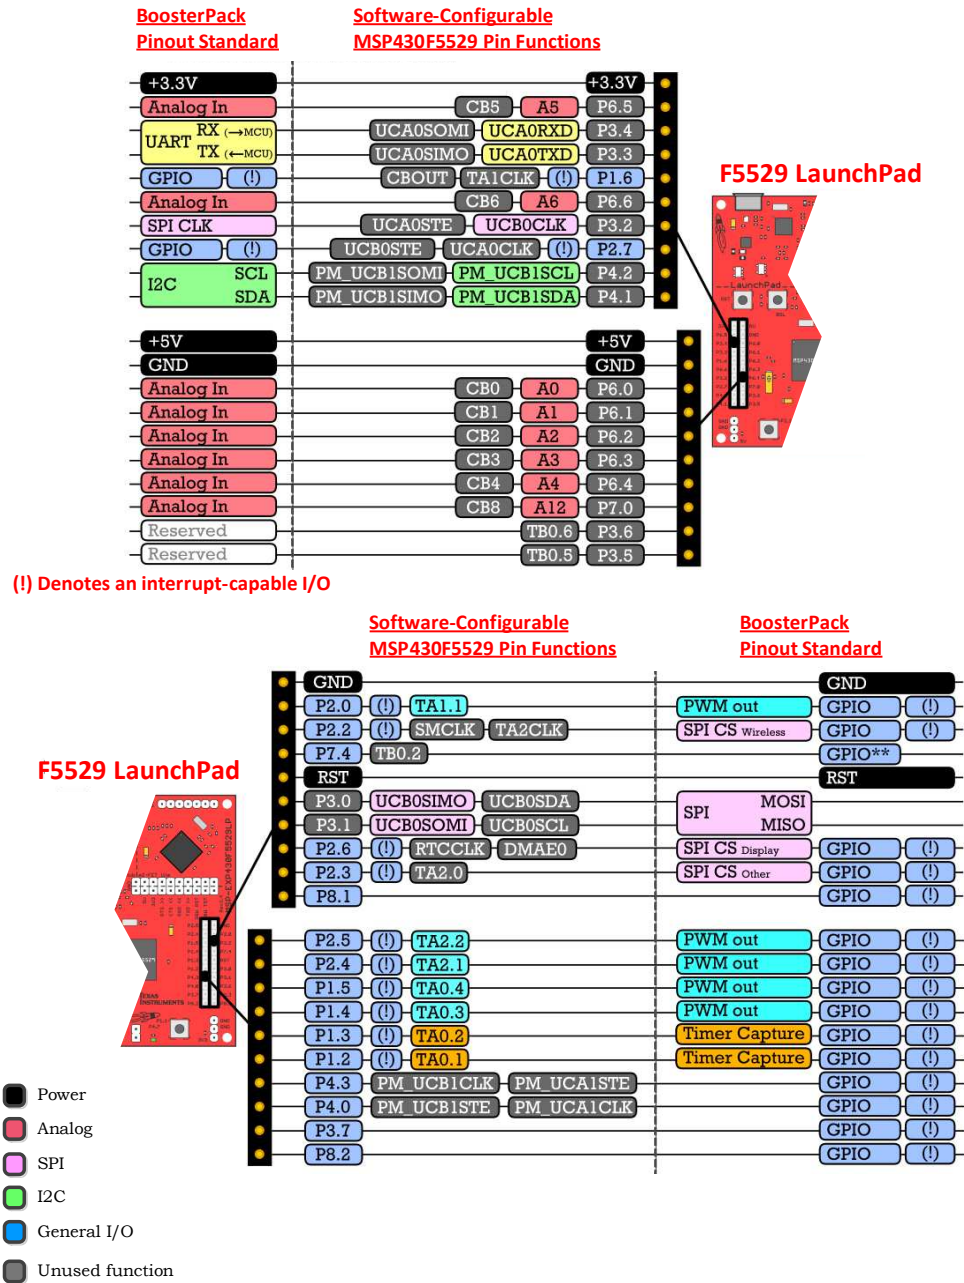 BoosterPack Software-Configurable
Pinout Standard MSP430F5529 Pin Functions
+3.3V +3.3V
Analog In CB5 A5 P6.5
UART RX (→MCU) UCA0SOMI UCA0RXD P3.4
TX (←MCU) UCA0SIMO UCA0TXD P3.3
GPIO (!) CBOUT TA1CLK (!) P1.6
Analog In CB6 A6 P6.6
SPI CLK UCA0STE UCB0CLK P3.2
GPIO (!) UCB0STE UCA0CLK (!) P2.7
I2C SCL PM_UCB1SOMI PM_UCB1SCL P4.2
SDA PM_UCB1SIMO PM_UCB1SDA P4.1
F5529 LaunchPad
LaunchPad
+5V +5V
GND GND
Analog In CB0 A0 P6.0
Analog In CB1 A1 P6.1
Analog In CB2 A2 P6.2
Analog In CB3 A3 P6.3
Analog In CB4 A4 P6.4
Analog In CB8 A12 P7.0
Reserved TB0.6 P3.6
Reserved TB0.5 P3.5
(!) Denotes an interrupt-capable I/O
Software-Configurable BoosterPack
MSP430F5529 Pin Functions Pinout Standard
GND GND
P2.0 (!) TA1.1 PWM out GPIO (!)
P2.2 (!) SMCLK TA2CLK SPI CS Wireless GPIO (!)
P7.4 TB0.2 GPIO**
RST RST
P3.0 UCB0SIMO UCB0SDA SPI MOSI
P3.1 UCB0SOMI UCB0SCL MISO
P2.6 (!) RTCCLK DMAE0 SPI CS Display GPIO (!)
P2.3 (!) TA2.0 SPI CS Other GPIO (!)
P8.1 GPIO (!)
F5529 LaunchPad
MSP-EXP430F5529LP
TEXAS
INSTRUMENTS
P2.5 (!) TA2.2 PWM out GPIO (!)
P2.4 (!) TA2.1 PWM out GPIO (!)
P1.5 (!) TA0.4 PWM out GPIO (!)
P1.4 (!) TA0.3 PWM out GPIO (!)
P1.3 (!) TA0.2 Timer Capture GPIO (!)
P1.2 (!) TA0.1 Timer Capture GPIO (!)
P4.3 PM_UCB1CLK PM_UCA1STE GPIO (!)
P4.0 PM_UCB1STE PM_UCA1CLK GPIO (!)
P3.7 GPIO (!)
P8.2 GPIO (!)
Power
Analog
SPI
I2C
General I/O
Unused function